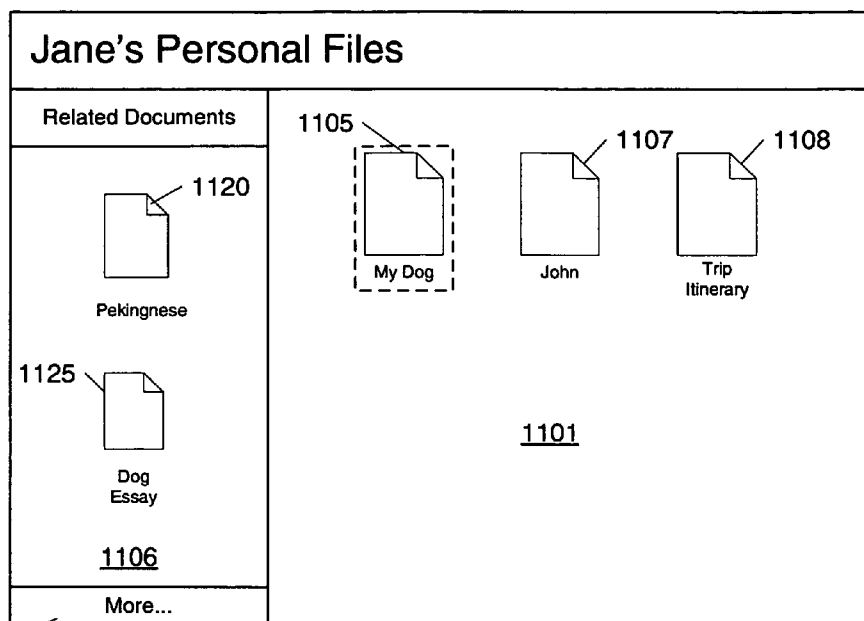 Jane's Personal Files
Related Documents
1105
1107
1108
1120
My Dog
John
Trip
Itinerary
Pekingnese
1125
1101
Dog
Essay
1106
More...